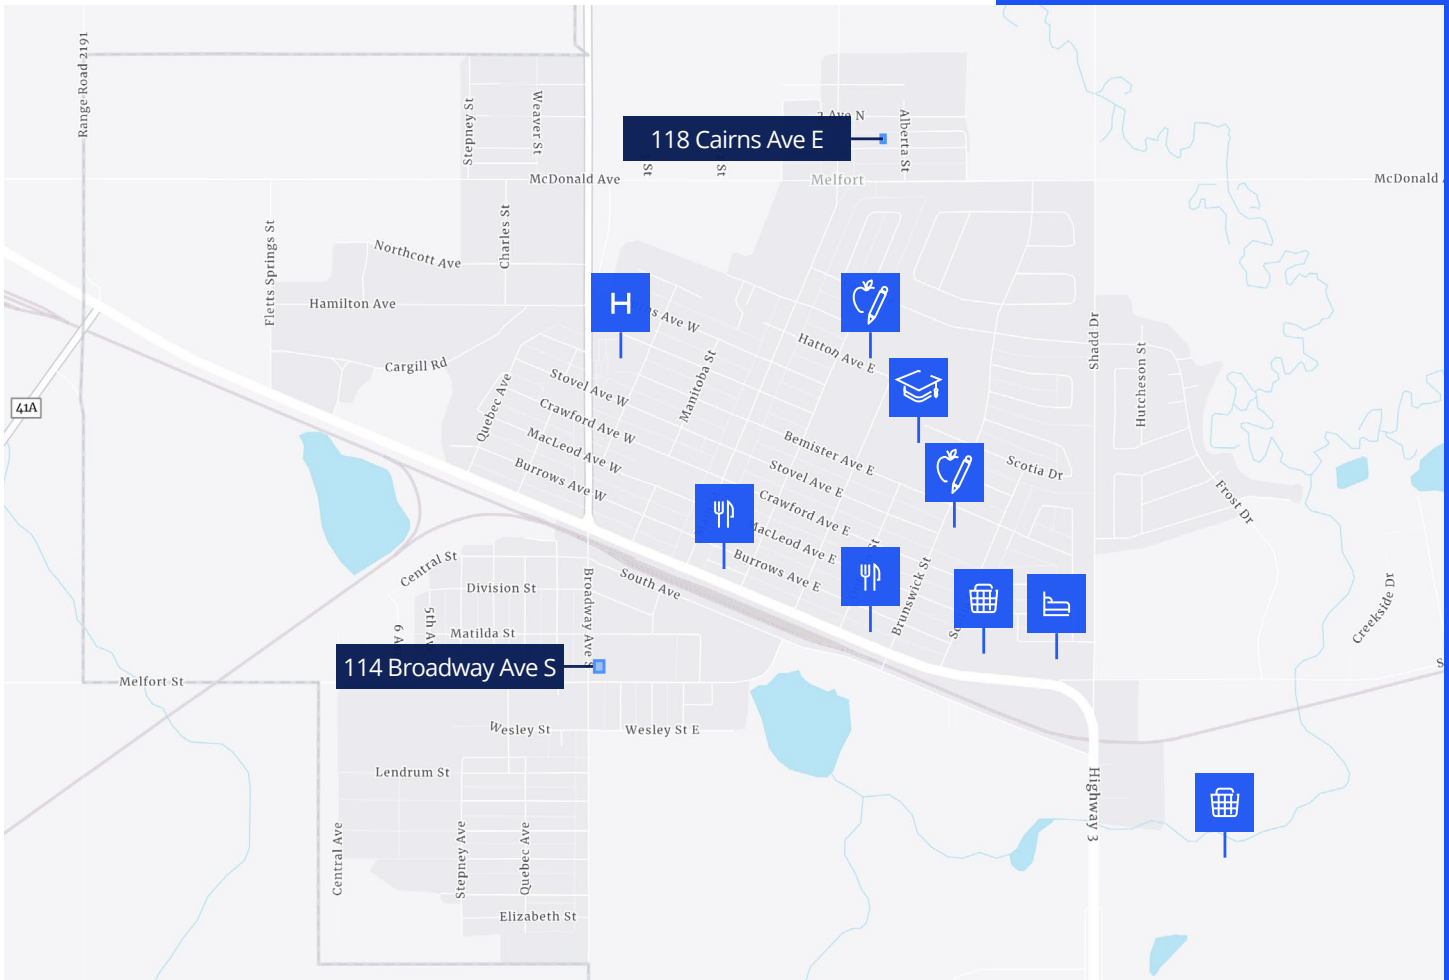 Range Road 2191
Stepney St
Weaver St
2 Ave N
Alberta St
118 Cairns Ave E
St
St
McDonald Ave
Melfort
McDonald
Fletts Springs St
Northcott Ave
Charles St
Hamilton Ave
H
Ave W
Hatton Ave E
Shadd Dr
Hutcheson St
Cargill Rd
Stovel Ave W
Manitoba St
41A
Quebec Ave
Crawford Ave W
MacLeod Ave W
Burrows Ave W
Bemister Ave E
Stovel Ave E
Scotia Dr
Crawford Ave E
Frost Dr
MacLeod Ave E
St
Burrows Ave E
Brunswick St
Central St
South Ave
Division St
Broadway Ave S
5th Av
Matilda St
6 A
Creekside Dr
S
114 Broadway Ave S
Melfort St
Wesley St
Wesley St E
Lendrum St
Highway 3
Central Ave
Stepney Ave
Quebec Ave
Elizabeth St